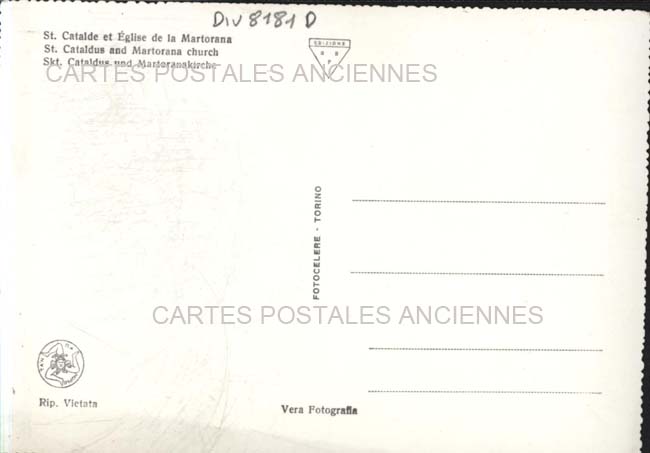 Div 8181 D
St. Catalde et Église de la Martorana
St. Cataldus and Martorana church
Skt. Cataldus und Martoranakirche
EDIZIONE
CARTES POSTALES ANCIENNES
FOTOCELERE - TORINO
CARTES POSTALES ANCIENNES
Rip. Vietata
Vera Fotografia